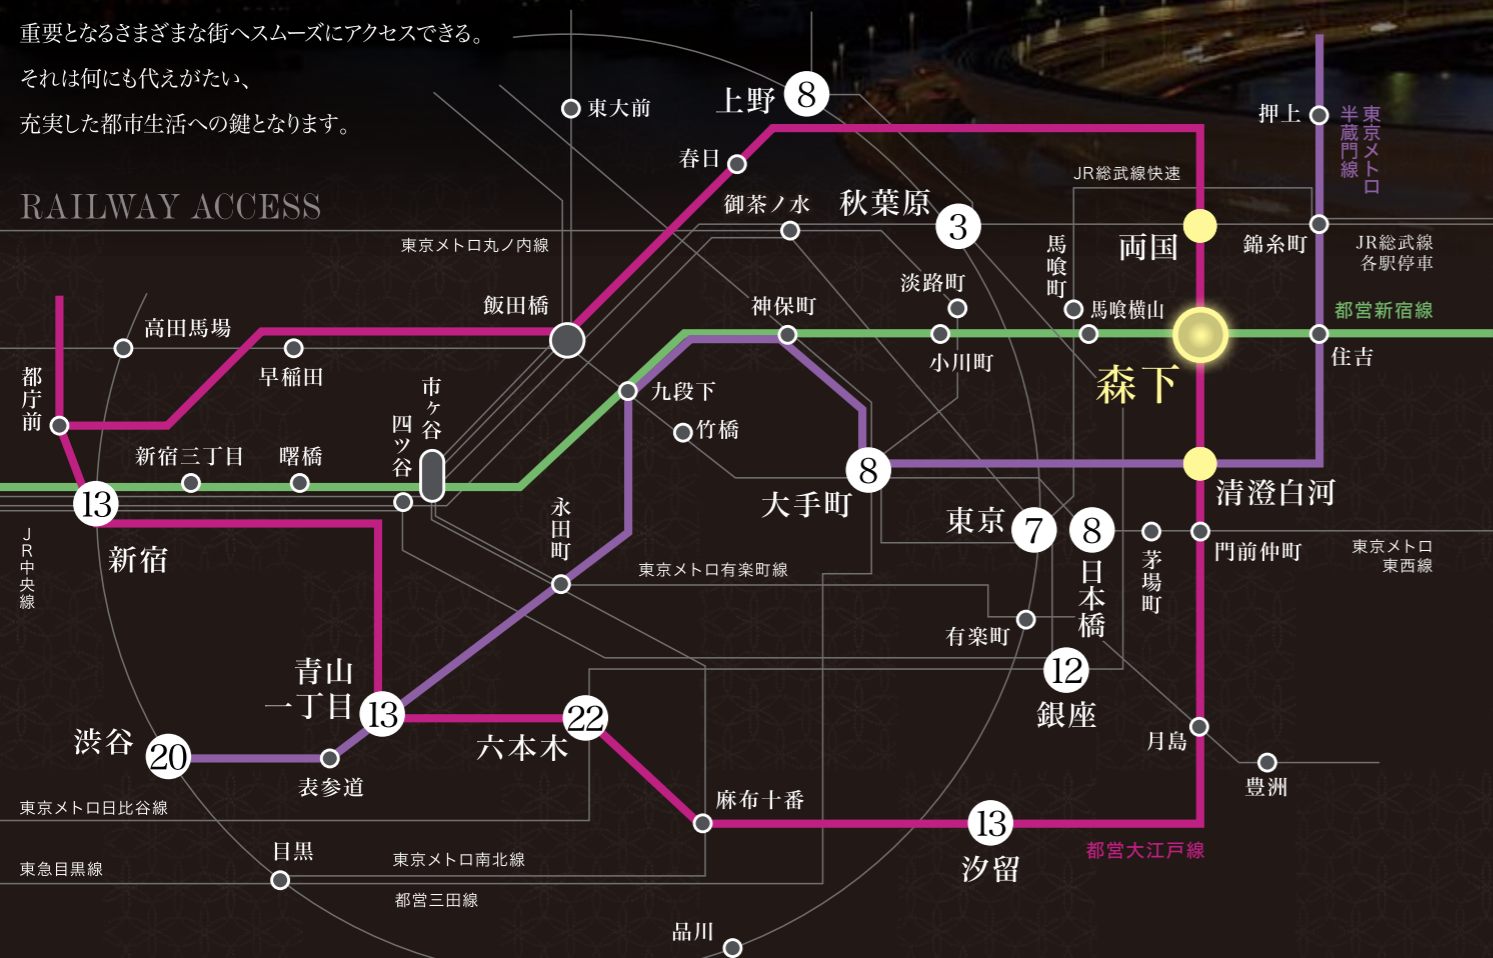 重要となるさまざまな街へスムーズにアクセスできる。
それは何にも代えがたい、
充実した都市生活への鍵となります。
RAILWAY ACCESS
東大前
上野
8
春日
押上
東京メトロ
半蔵門線
JR総武線快速
御茶ノ水
秋葉原
3
東京メトロ丸ノ内線
馬喰町
両国
錦糸町
JR総武線
各駅停車
淡路町
飯田橋
神保町
馬喰横山
都営新宿線
高田馬場
早稲田
小川町
住吉
森下
都庁前
市ヶ谷
四ツ谷
九段下
竹橋
新宿三丁目
曙橋
13
新宿
8
大手町
清澄白河
永田町
東京
7
8
日本橋
茅場町
門前仲町
東京メトロ
東西線
JR中央線
東京メトロ有楽町線
有楽町
青山
一丁目
13
12
銀座
22
六本木
渋谷
20
表参道
月島
豊洲
東京メトロ日比谷線
麻布十番
13
汐留
都営大江戸線
目黒
東京メトロ南北線
東急目黒線
都営三田線
品川